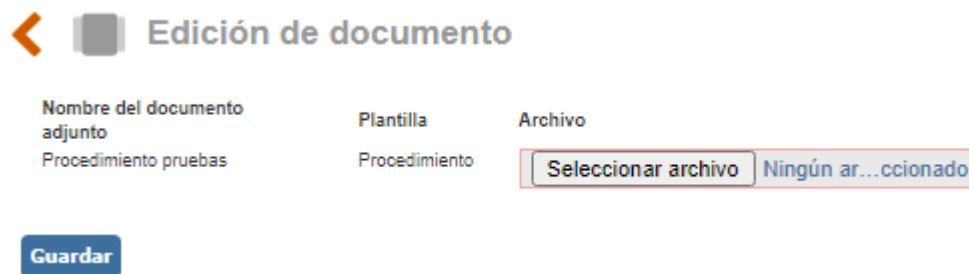 Edición de documento
Nombre del documento
adjunto
Plantilla
Archivo
Procedimiento pruebas
Procedimiento
Seleccionar archivo
Ningún ar...ccionado
Guardar